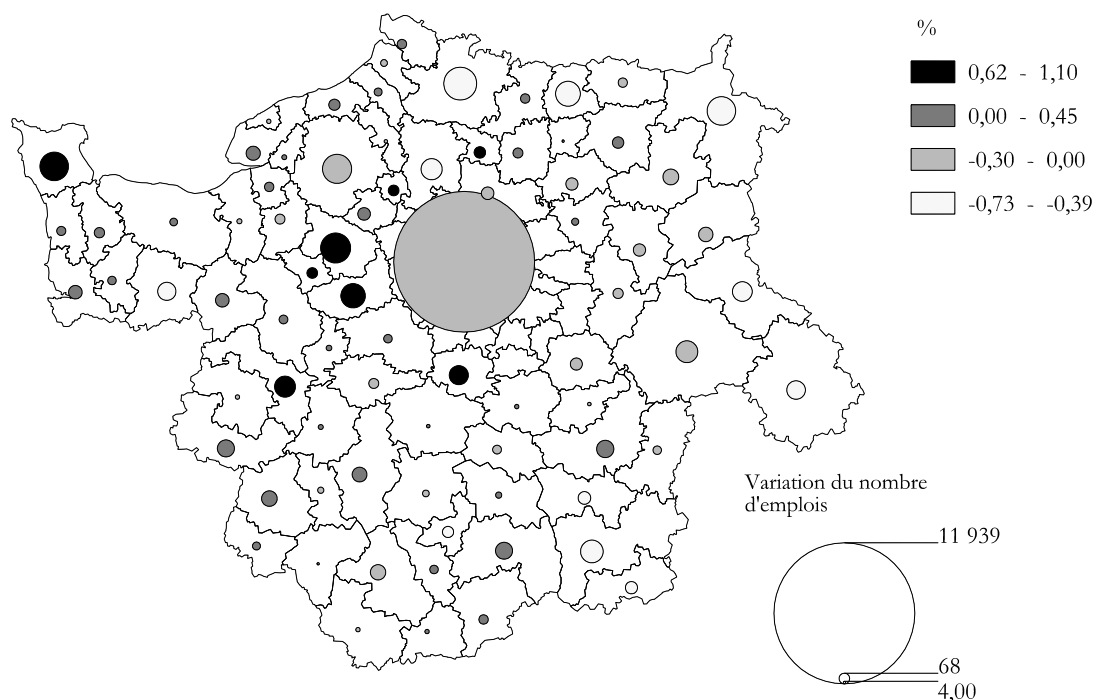 %
0,62 - 1,10
0,00 - 0,45
-0,30 - 0,00
-0,73 - -0,39
Variation du nombre
d'emplois
11 939
68
4,00